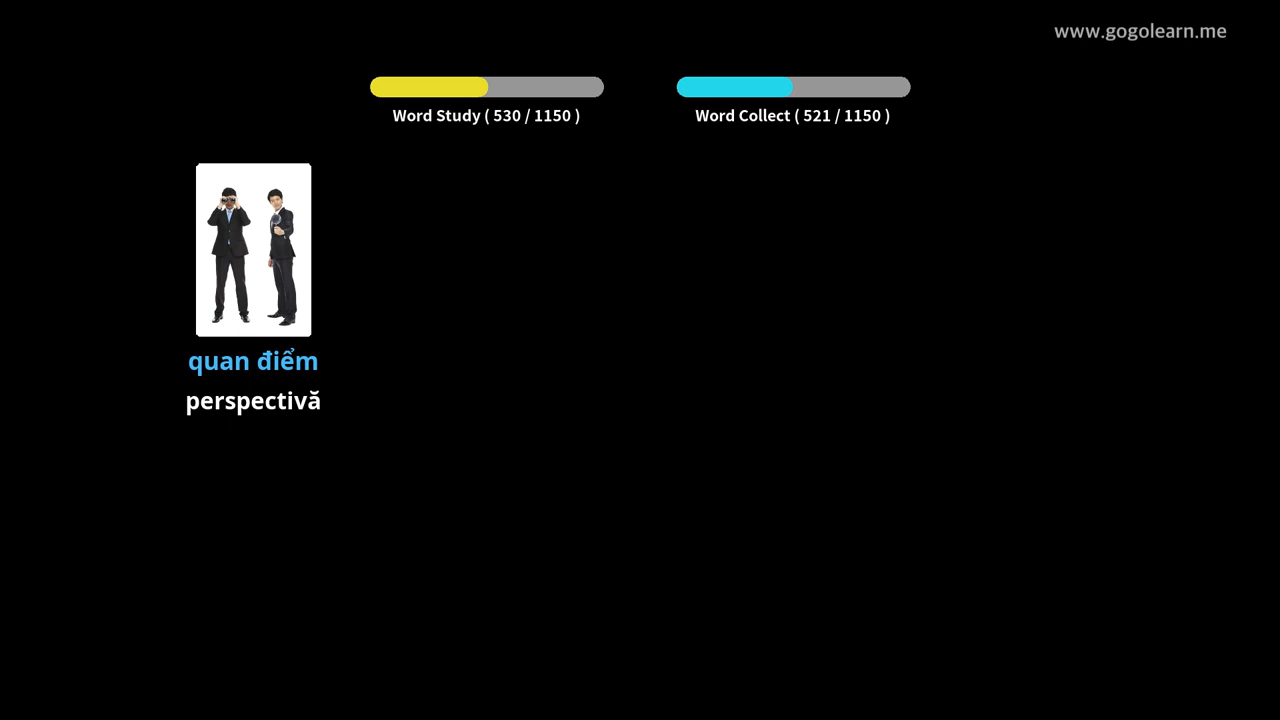 www.gogolearn.me
Word Study ( 530 / 1150 )
Word Collect ( 521 / 1150 )
quan điểm
perspectivă